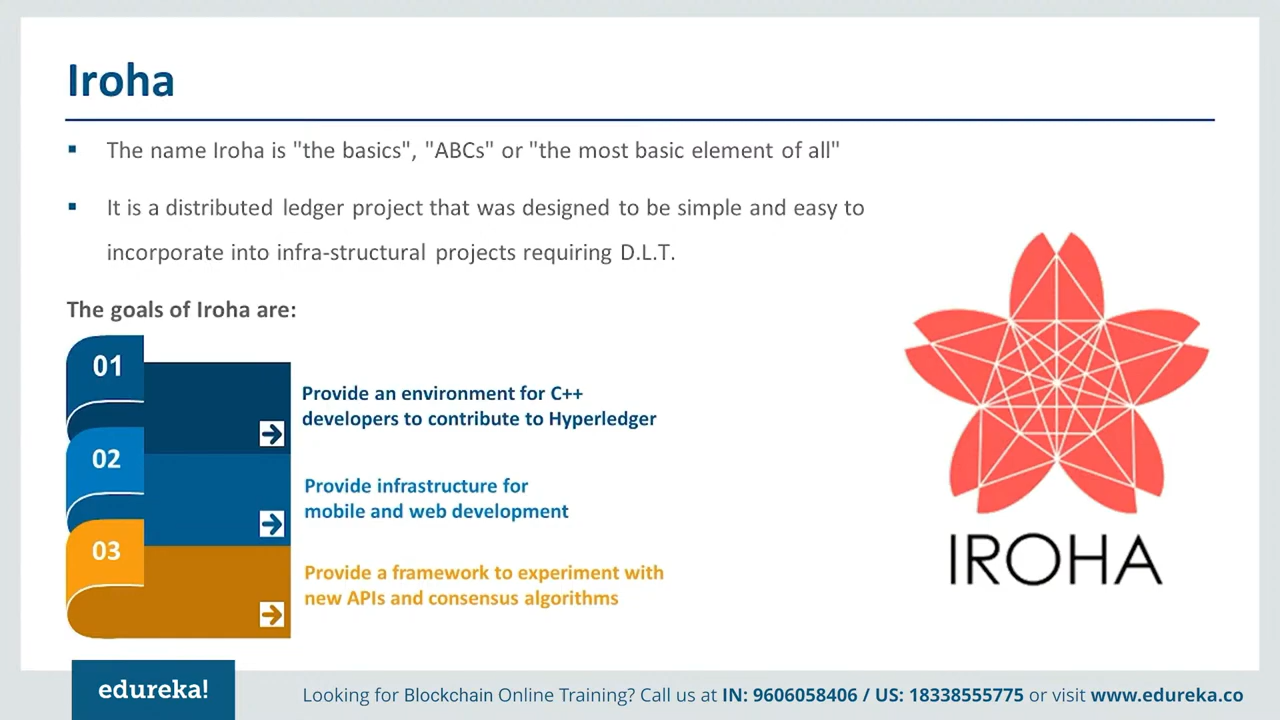 Iroha
The name Iroha is "the basics", "ABCs" or "the most basic element of all"
It is a distributed ledger project that was designed to be simple and easy to
incorporate into infra-structural projects requiring D.L.T.
The goals of Iroha are:
01
Provide an environment for C++
developers to contribute to Hyperledger
02
Provide infrastructure for
mobile and web development
03
Provide a framework to experiment with
new APIs and consensus algorithms
IROHA
edureka!
Looking for Blockchain Online Training? Call us at IN: 9606058406 / US: 18338555775 or visit www.edureka.co